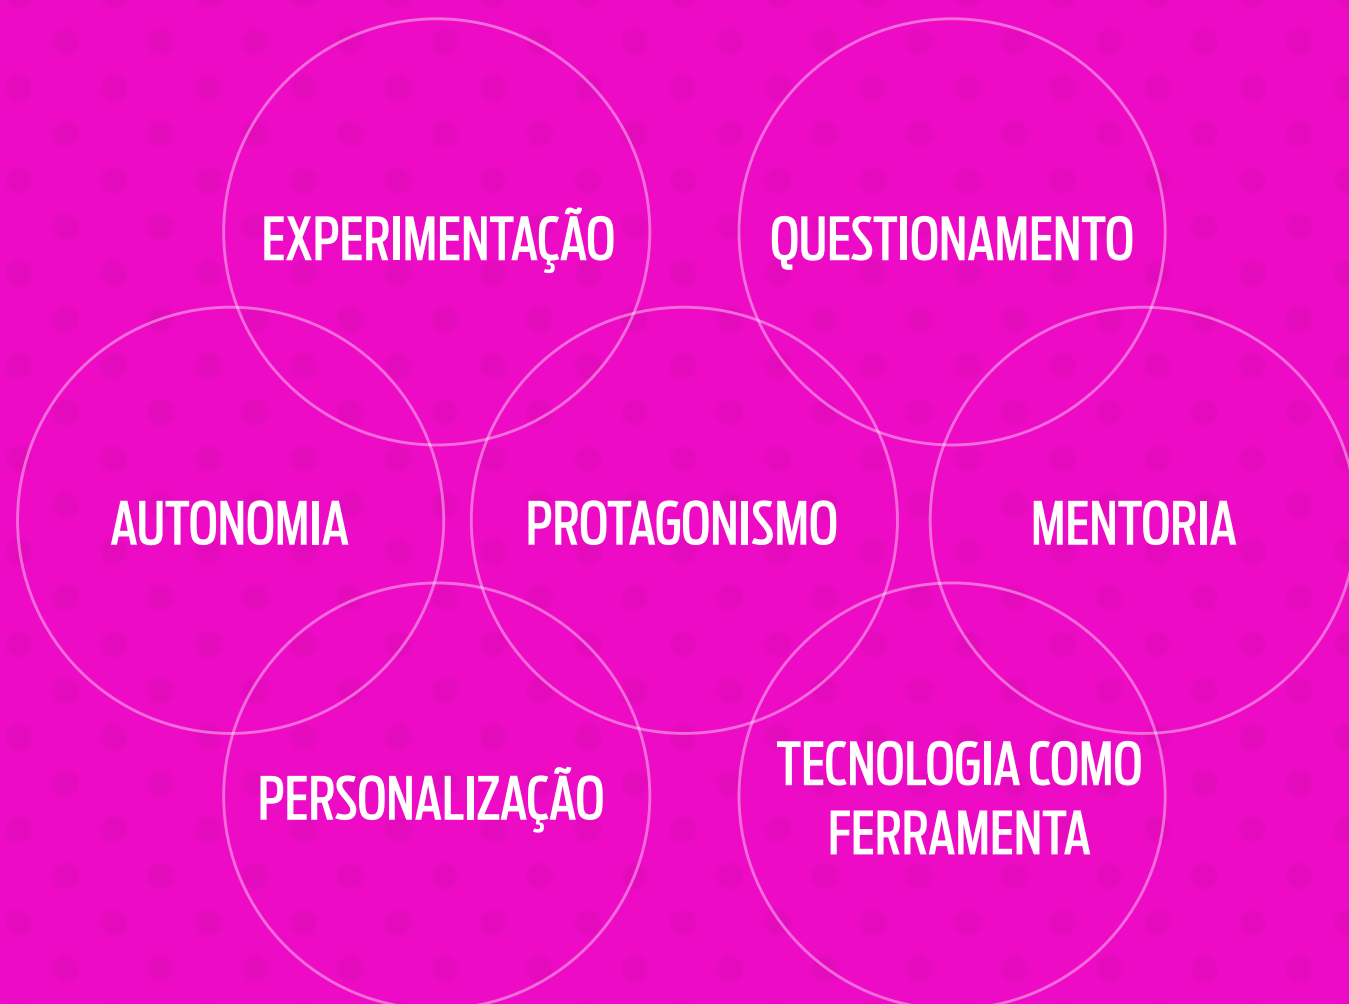 EXPERIMENTAÇÃO
QUESTIONAMENTO
AUTONOMIA
PROTAGONISMO
MENTORIA
PERSONALIZAÇÃO
TECNOLOGIA COMO
FERRAMENTA